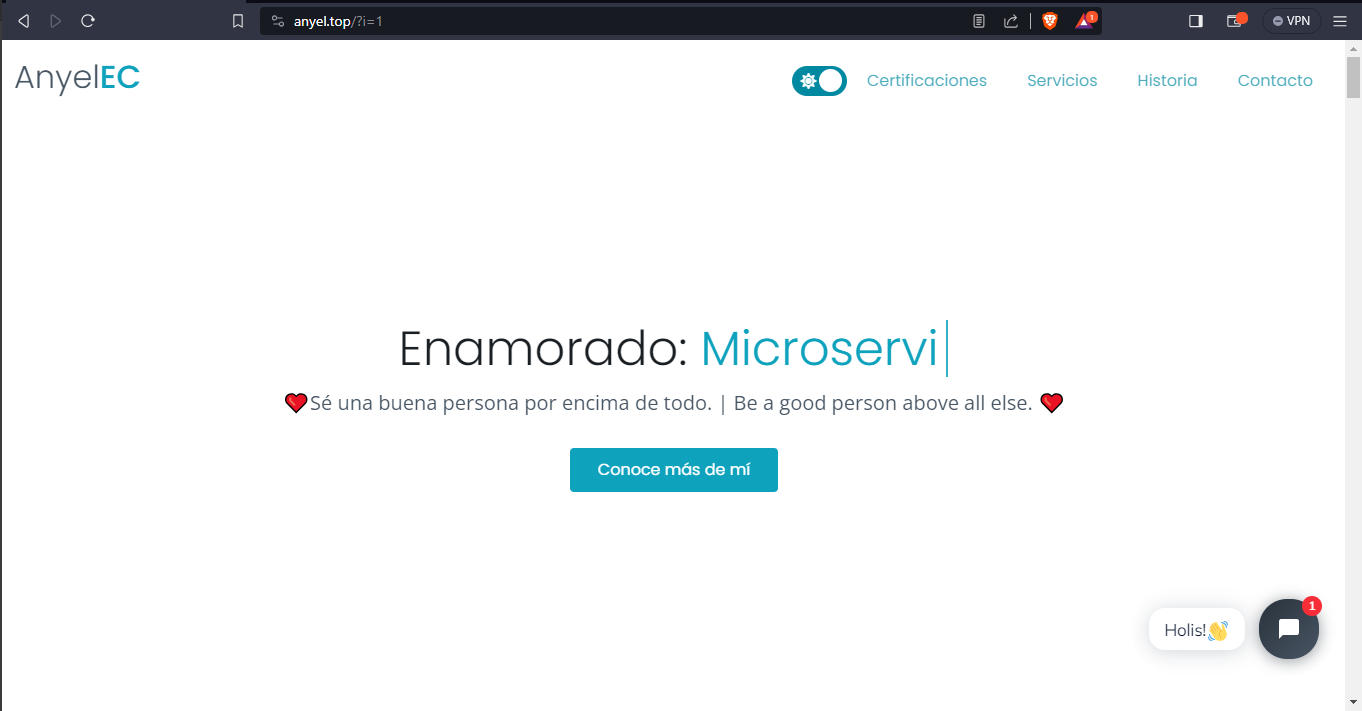 anyel.top/?i=1
1
VPN
AnyelEC
Certificaciones Servicios Historia Contacto
Enamorado: Microservi
Sé una buena persona por encima de todo. | Be a good person above all else.
Conoce más de mí
1
Holis!